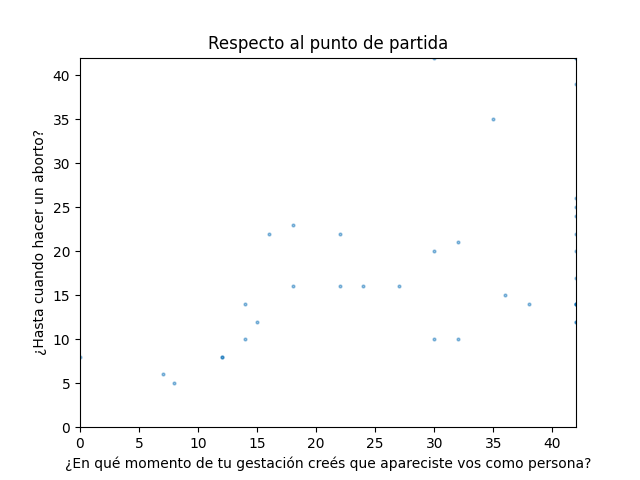 Respecto al punto de partida
¿Hasta cuando hacer un aborto?
40
35
30
25
20
15
10
5
0
0 5 10 15 20 25 30 35 40
¿En qué momento de tu gestación creés que apareciste vos como persona?